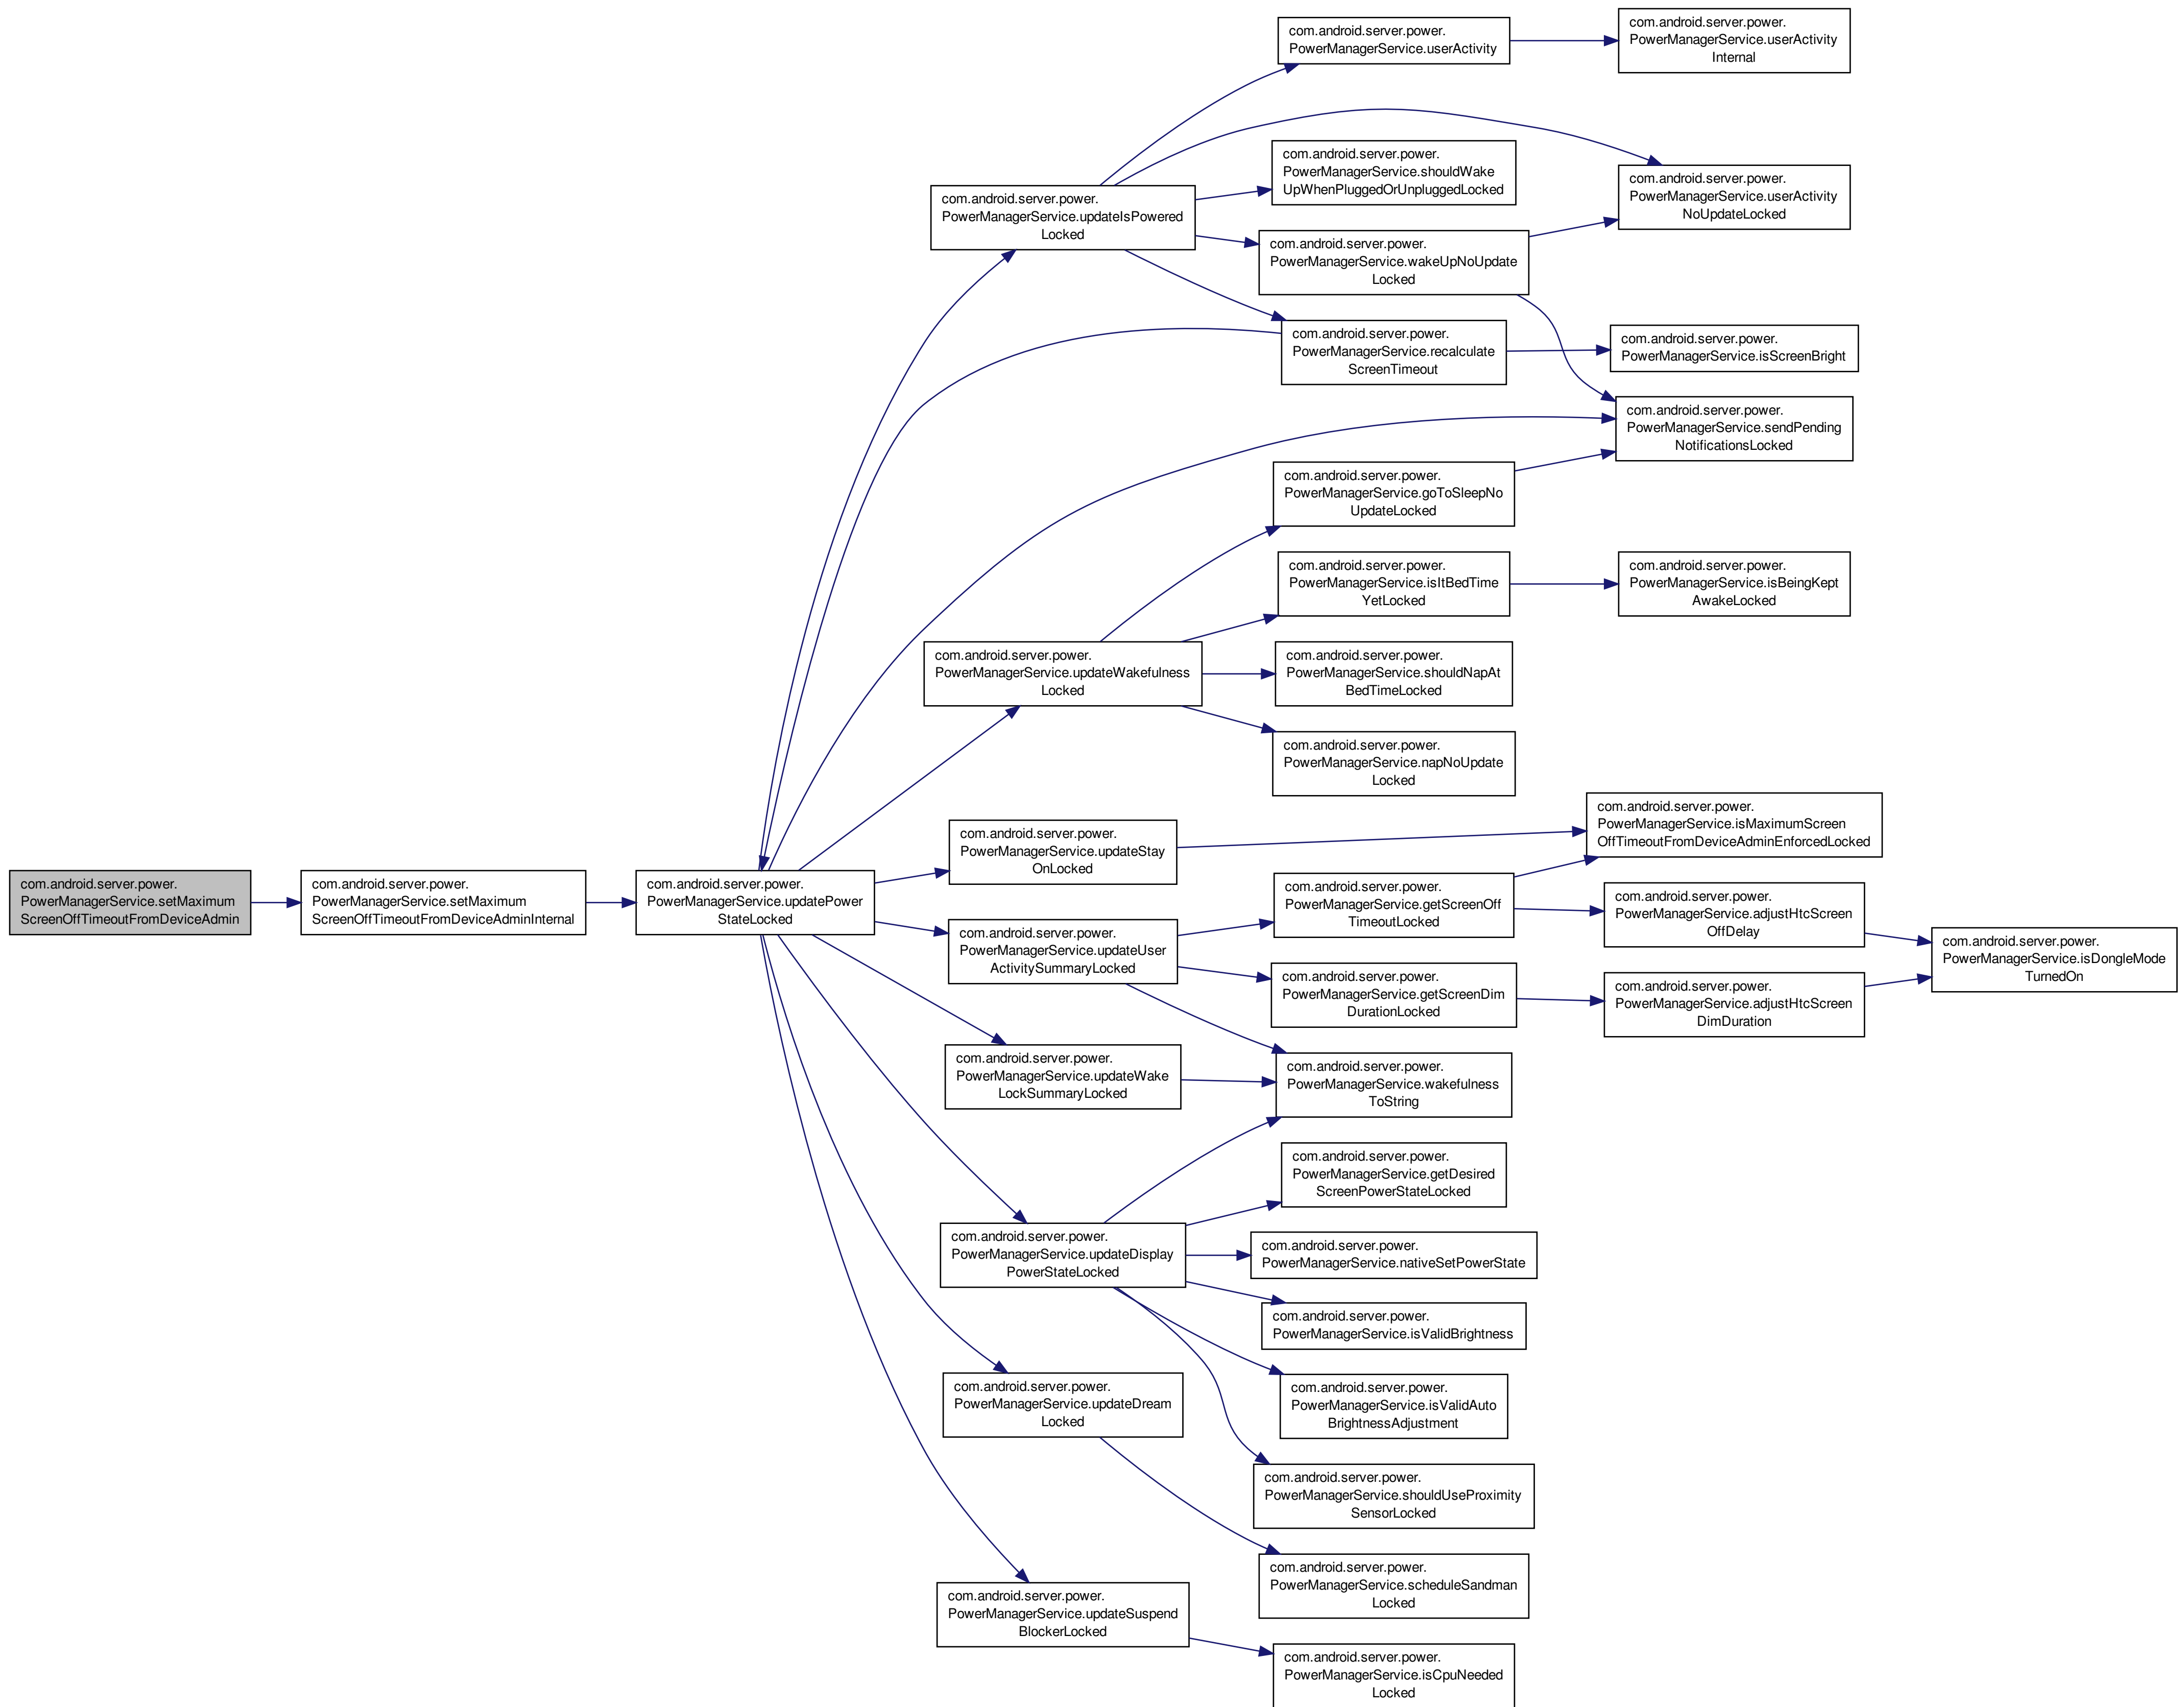 com.android.server.power.
PowerManagerService.setMaximum
ScreenOffTimeoutFromDeviceAdmin
com.android.server.power.
PowerManagerService.setMaximum
ScreenOffTimeoutFromDeviceAdminInternal
com.android.server.power.
PowerManagerService.updatePower
StateLocked
com.android.server.power.
PowerManagerService.updateIsPowered
Locked
com.android.server.power.
PowerManagerService.updateWakefulness
Locked
com.android.server.power.
PowerManagerService.updateStay
OnLocked
com.android.server.power.
PowerManagerService.updateUser
ActivitySummaryLocked
com.android.server.power.
PowerManagerService.updateWake
LockSummaryLocked
com.android.server.power.
PowerManagerService.updateDisplay
PowerStateLocked
com.android.server.power.
PowerManagerService.updateDream
Locked
com.android.server.power.
PowerManagerService.updateSuspend
BlockerLocked
com.android.server.power.
PowerManagerService.userActivity
com.android.server.power.
PowerManagerService.shouldWake
UpWhenPluggedOrUnpluggedLocked
com.android.server.power.
PowerManagerService.wakeUpNoUpdate
Locked
com.android.server.power.
PowerManagerService.recalculate
ScreenTimeout
com.android.server.power.
PowerManagerService.goToSleepNo
UpdateLocked
com.android.server.power.
PowerManagerService.isItBedTime
YetLocked
com.android.server.power.
PowerManagerService.shouldNapAt
BedTimeLocked
com.android.server.power.
PowerManagerService.napNoUpdate
Locked
com.android.server.power.
PowerManagerService.getScreenOff
TimeoutLocked
com.android.server.power.
PowerManagerService.getScreenDim
DurationLocked
com.android.server.power.
PowerManagerService.wakefulness
ToString
com.android.server.power.
PowerManagerService.getDesired
ScreenPowerStateLocked
com.android.server.power.
PowerManagerService.nativeSetPowerState
com.android.server.power.
PowerManagerService.isValidBrightness
com.android.server.power.
PowerManagerService.isValidAuto
BrightnessAdjustment
com.android.server.power.
PowerManagerService.shouldUseProximity
SensorLocked
com.android.server.power.
PowerManagerService.scheduleSandman
Locked
com.android.server.power.
PowerManagerService.isCpuNeeded
Locked
com.android.server.power.
PowerManagerService.userActivity
Internal
com.android.server.power.
PowerManagerService.userActivity
NoUpdateLocked
com.android.server.power.
PowerManagerService.isScreenBright
com.android.server.power.
PowerManagerService.sendPending
NotificationsLocked
com.android.server.power.
PowerManagerService.isBeingKept
AwakeLocked
com.android.server.power.
PowerManagerService.isMaximumScreen
OffTimeoutFromDeviceAdminEnforcedLocked
com.android.server.power.
PowerManagerService.adjustHtcScreen
OffDelay
com.android.server.power.
PowerManagerService.adjustHtcScreen
DimDuration
com.android.server.power.
PowerManagerService.isDongleMode
TurnedOn